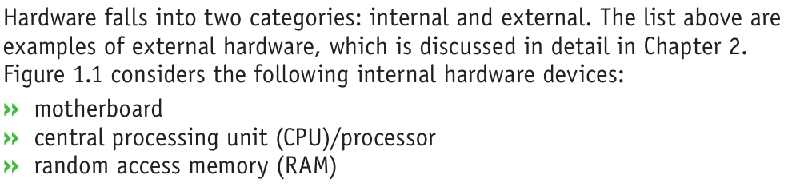 Hardware falls into two categories: internal and external. The list above are
examples of external hardware, which is discussed in detail in Chapter 2.
Figure 1.1 considers the following internal hardware devices:
» motherboard
» central processing unit (CPU)/processor
» random access memory (RAM)